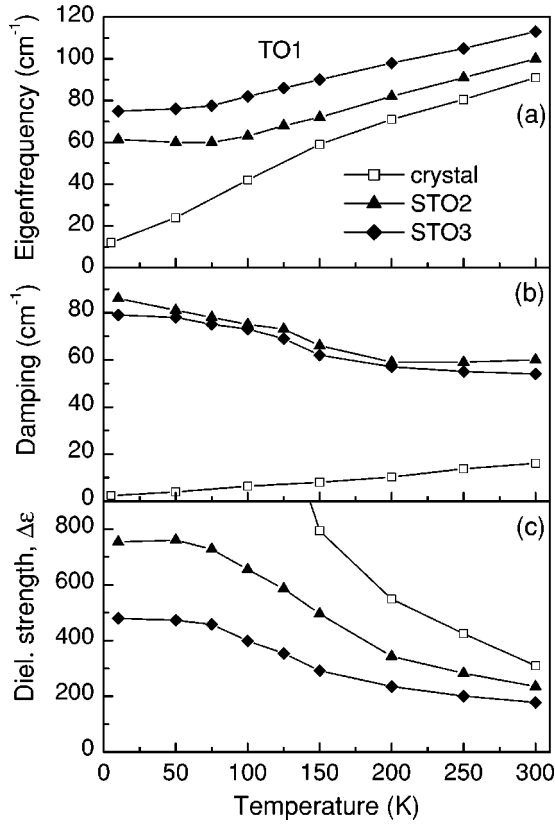 120
100
80
60
40
20
0
Eigenfrequency (cm-1)
TO1
(a)
crystal
STO2
STO3
80
60
40
20
0
Damping (cm-1)
(b)
800
600
400
200
0
Diel. strength, Δε
(c)
0 50 100 150 200 250 300
Temperature (K)